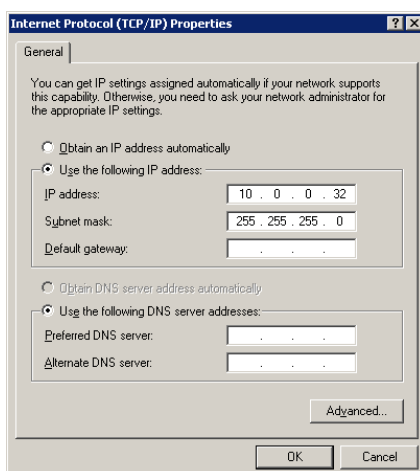 Internet Protocol (TCP/IP) Properties
General
You can get IP settings assigned automatically if your network supports
this capability. Otherwise, you need to ask your network administrator for
the appropriate IP settings.
Obtain an IP address automatically
Use the following IP address:
IP address: 10 . 0 . 0 . 32
Subnet mask: 255 . 255 . 255 . 0
Default gateway: . . .
Obtain DNS server address automatically
Use the following DNS server addresses:
Preferred DNS server: . . .
Alternate DNS server: . . .
Advanced...
OK Cancel